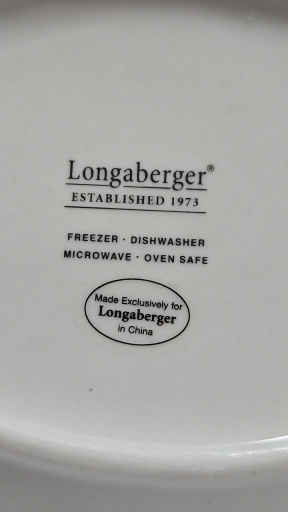 Longaberger®
ESTABLISHED 1973
FREEZER · DISHWASHER
MICROWAVE · OVEN SAFE
Made Exclusively for
Longaberger
in China